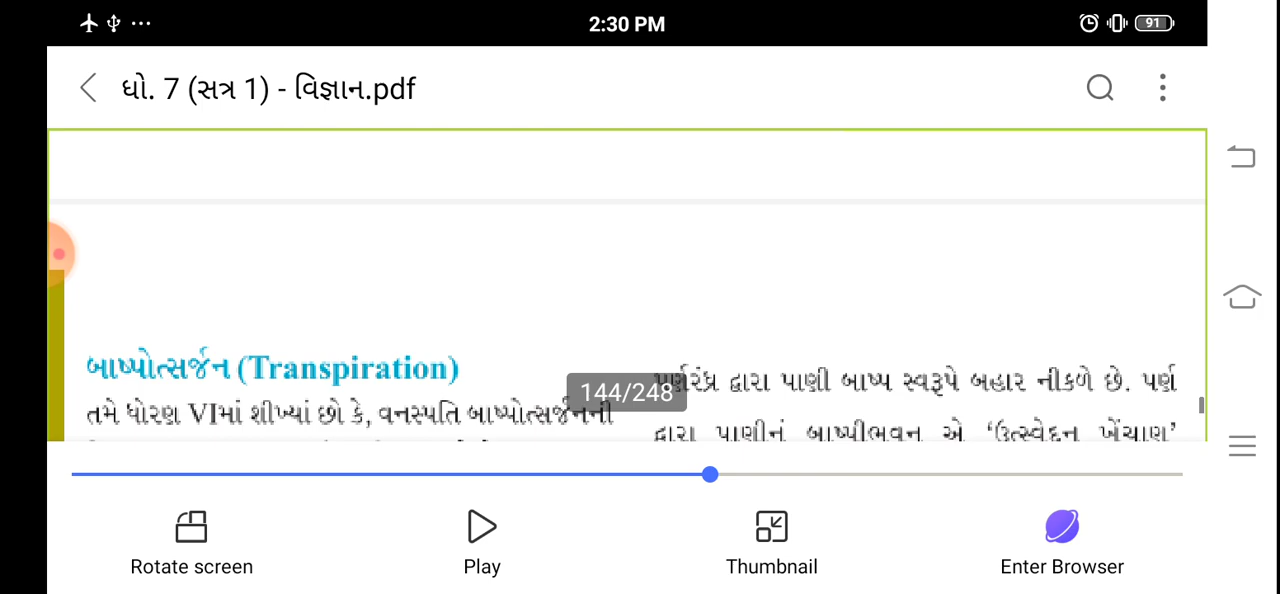 2:30 PM
91
ધો. 7 (સત્ર 1) - વિજ્ઞાન.pdf
બાષ્પોત્સર્જન (Transpiration)
તમે ધોરણ VIમાં શીખ્યાં છો કે, વનસ્પતિ બાષ્પોત્સર્જનની
પર્ણરંધ્ર દ્વારા પાણી બાષ્પ સ્વરૂપે બહાર નીકળે છે. પર્ણ
દ્વારા પાણીનું બાષ્પીભવન એ ‘ઉત્સ્વેદન ખેંચાણ’
144/248
Rotate screen
Play
Thumbnail
Enter Browser